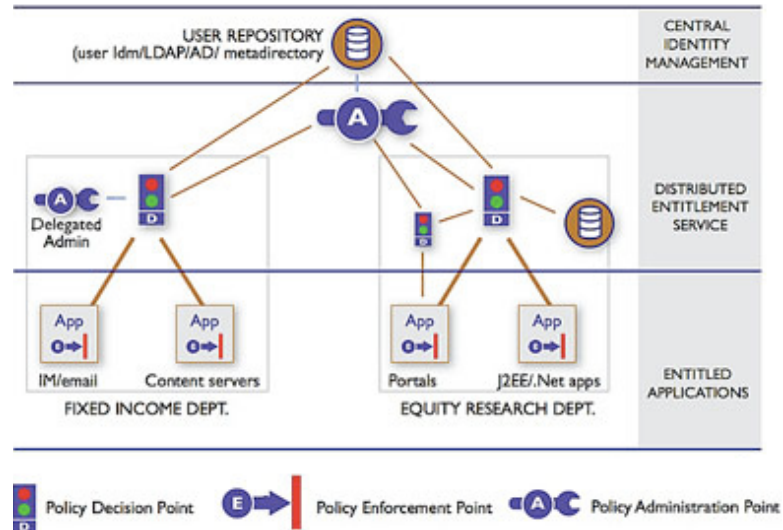 USER REPOSITORY
(user Idm/LDAP/AD/ metadirectory
CENTRAL
IDENTITY
MANAGEMENT
A
D
A
Delegated
Admin
D
D
DISTRIBUTED
ENTITLEMENT
SERVICE
App
E
IM/email
App
E
Content servers
App
E
Portals
App
E
J2EE/.Net apps
FIXED INCOME DEPT.
EQUITY RESEARCH DEPT.
ENTITLED
APPLICATIONS
D
Policy Decision Point
E
Policy Enforcement Point
A
Policy Administration Point